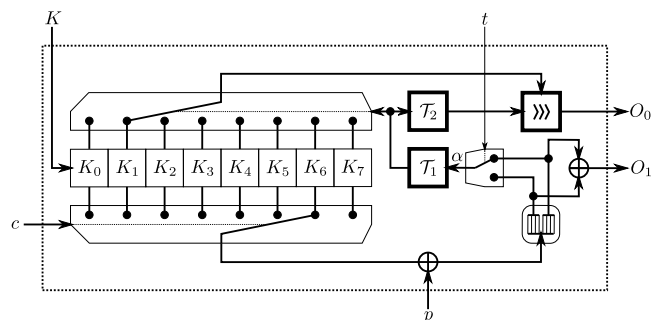 K
t
𝒯₂
⋙
O₀
K₀ K₁ K₂ K₃ K₄ K₅ K₆ K₇
𝒯₁
α
O₁
c
p